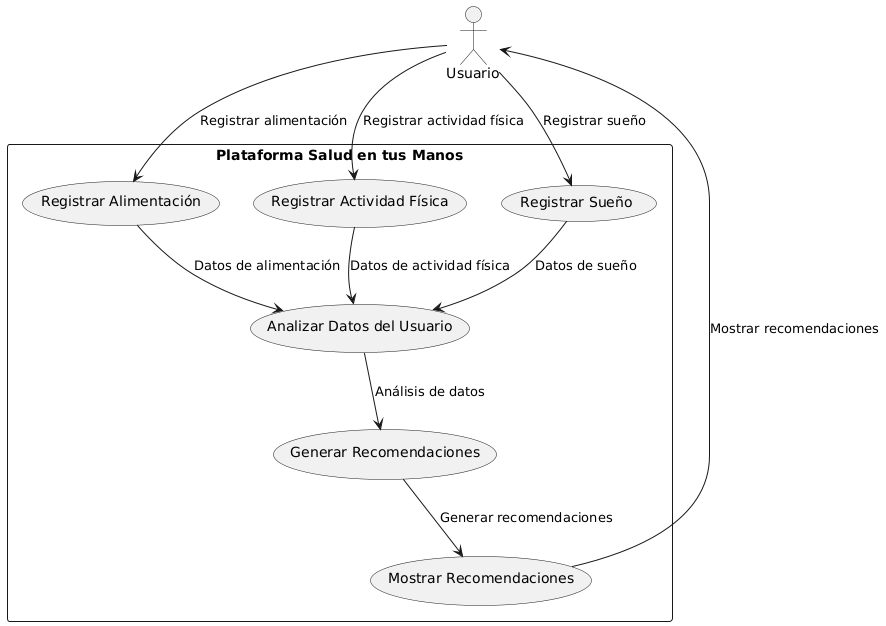 Usuario
Registrar alimentación
Registrar actividad física
Registrar sueño
Plataforma Salud en tus Manos
Registrar Alimentación
Registrar Actividad Física
Registrar Sueño
Datos de alimentación
Datos de actividad física
Datos de sueño
Analizar Datos del Usuario
Mostrar recomendaciones
Análisis de datos
Generar Recomendaciones
Generar recomendaciones
Mostrar Recomendaciones